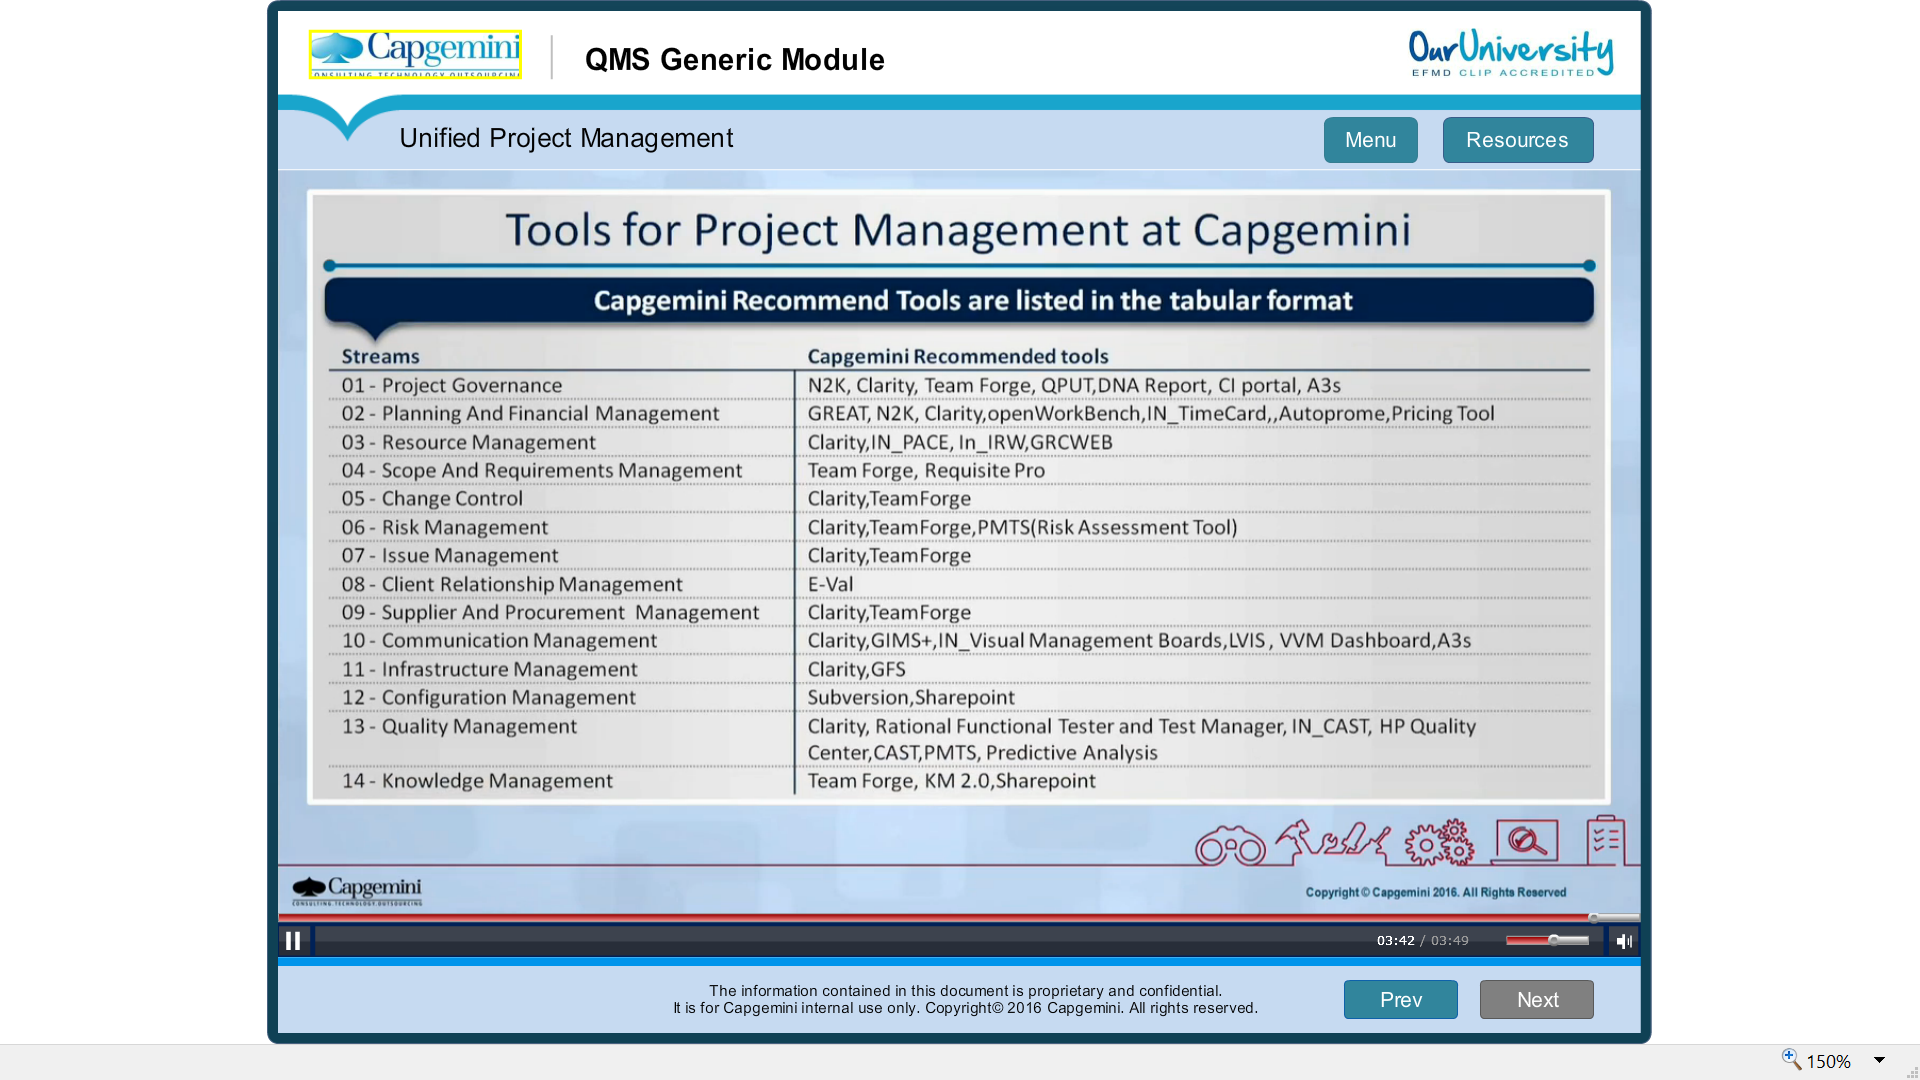 Capgemini
CONSULTING.TECHNOLOGY.OUTSOURCING
QMS Generic Module
OurUniversity
EFMD CLIP ACCREDITED
Unified Project Management
Menu
Resources
Tools for Project Management at Capgemini
Capgemini Recommend Tools are listed in the tabular format
Streams Capgemini Recommended tools
01 - Project Governance N2K, Clarity, Team Forge, QPUT,DNA Report, CI portal, A3s
02 - Planning And Financial Management GREAT, N2K, Clarity,openWorkBench,IN_TimeCard,,Autoprome,Pricing Tool
03 - Resource Management Clarity,IN_PACE, In_IRW,GRCWEB
04 - Scope And Requirements Management Team Forge, Requisite Pro
05 - Change Control Clarity,TeamForge
06 - Risk Management Clarity,TeamForge,PMTS(Risk Assessment Tool)
07 - Issue Management Clarity,TeamForge
08 - Client Relationship Management E-Val
09 - Supplier And Procurement Management Clarity,TeamForge
10 - Communication Management Clarity,GIMS+,IN_Visual Management Boards,LVIS , VVM Dashboard,A3s
11 - Infrastructure Management Clarity,GFS
12 - Configuration Management Subversion,Sharepoint
13 - Quality Management Clarity, Rational Functional Tester and Test Manager, IN_CAST, HP Quality
Center,CAST,PMTS, Predictive Analysis
14 - Knowledge Management Team Forge, KM 2.0,Sharepoint
Capgemini
CONSULTING.TECHNOLOGY.OUTSOURCING
Copyright © Capgemini 2016. All Rights Reserved
03:42 / 03:49
The information contained in this document is proprietary and confidential.
It is for Capgemini internal use only. Copyright© 2016 Capgemini. All rights reserved.
Prev
Next
150%